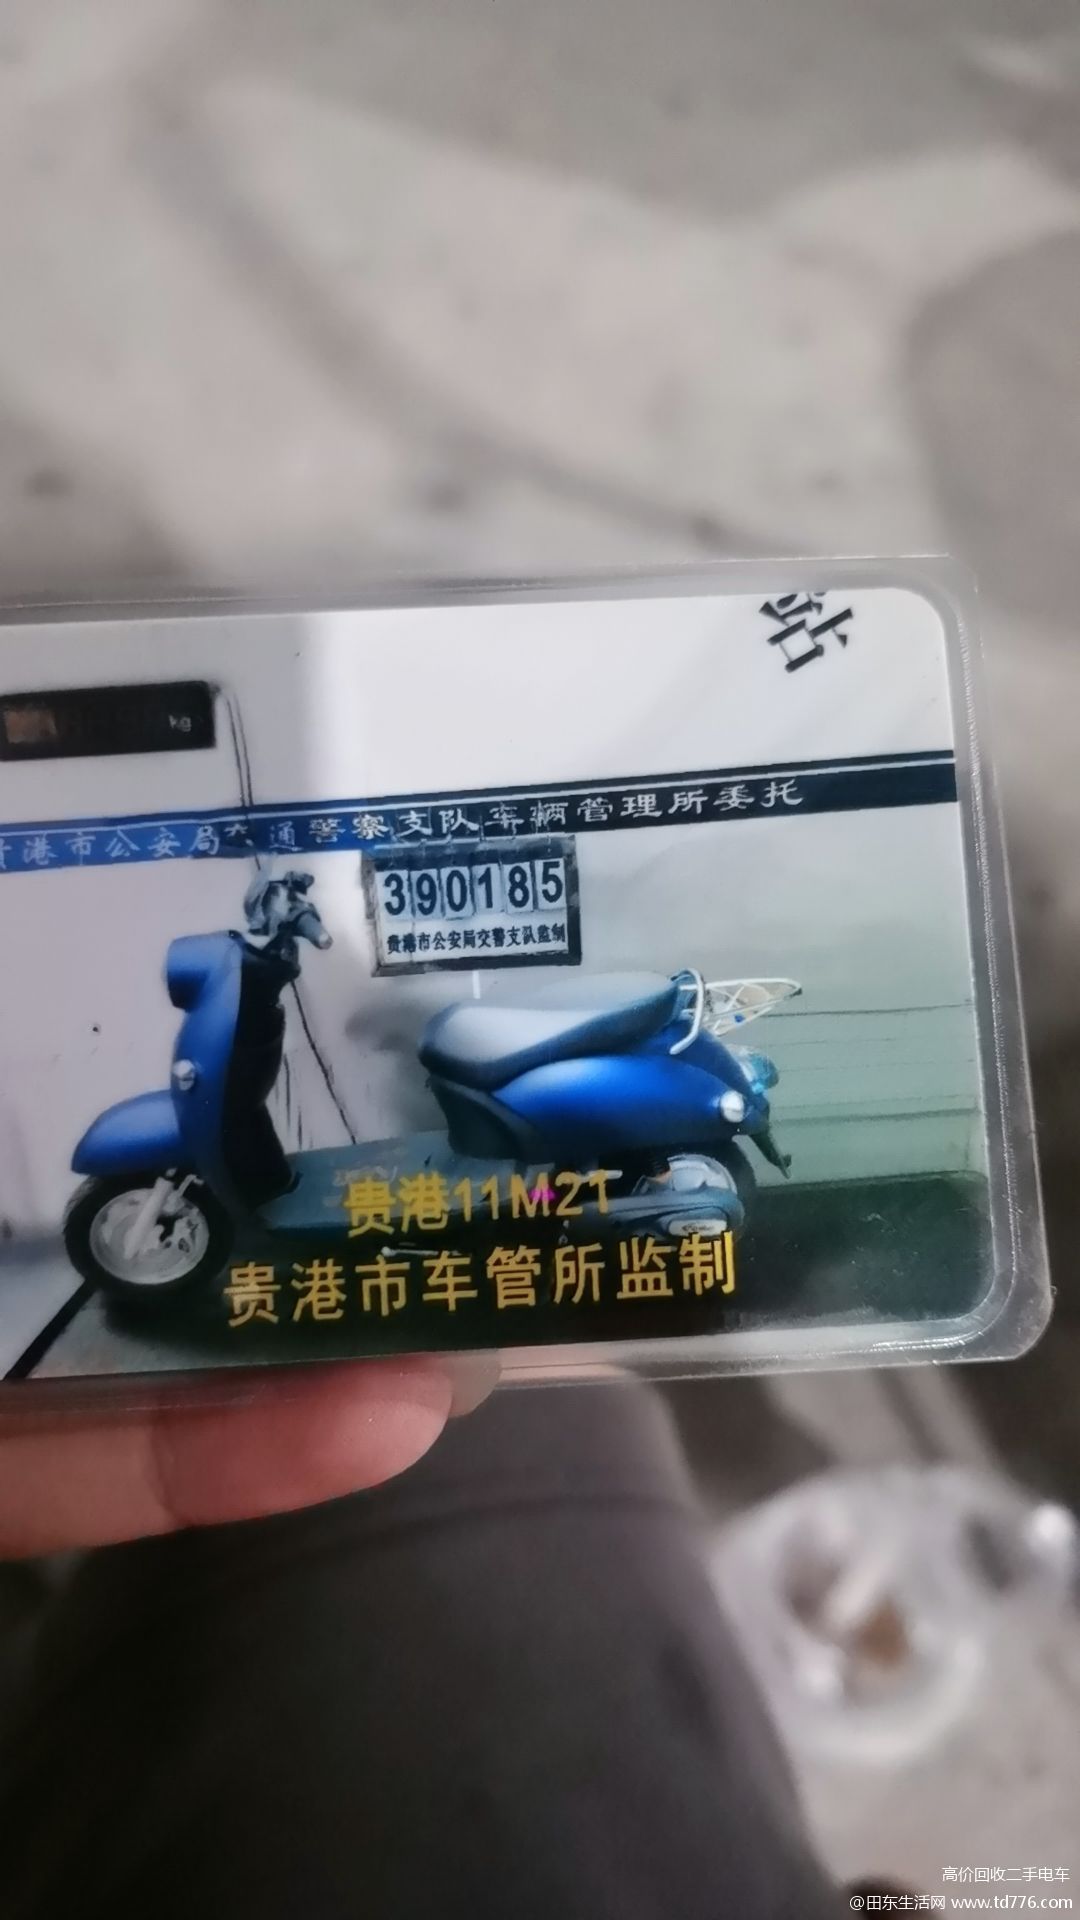 站
kg
贵港市公安局交通警察支队车辆管理所委托
390185
贵港市公安局交警支队监制
贵港11M21
贵港市车管所监制
高价回收二手电车
@田东生活网 www.td776.com